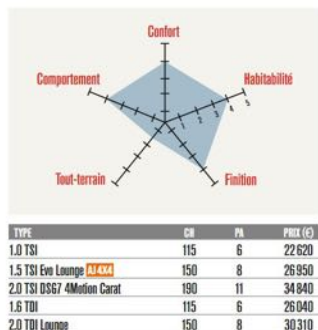 Confort
Comportement
Habitabilité
1 2 3 4 5
Tout-terrain
Finition
TYPE CH PA PRIX (€)
1.0 TSI 115 6 22 620
1.5 TSI Evo Lounge AJ 4X4 150 8 26 950
2.0 TSI DSG7 4Motion Carat 190 11 34 840
1.6 TDI 115 6 26 040
2.0 TDI Lounge 150 8 30 310